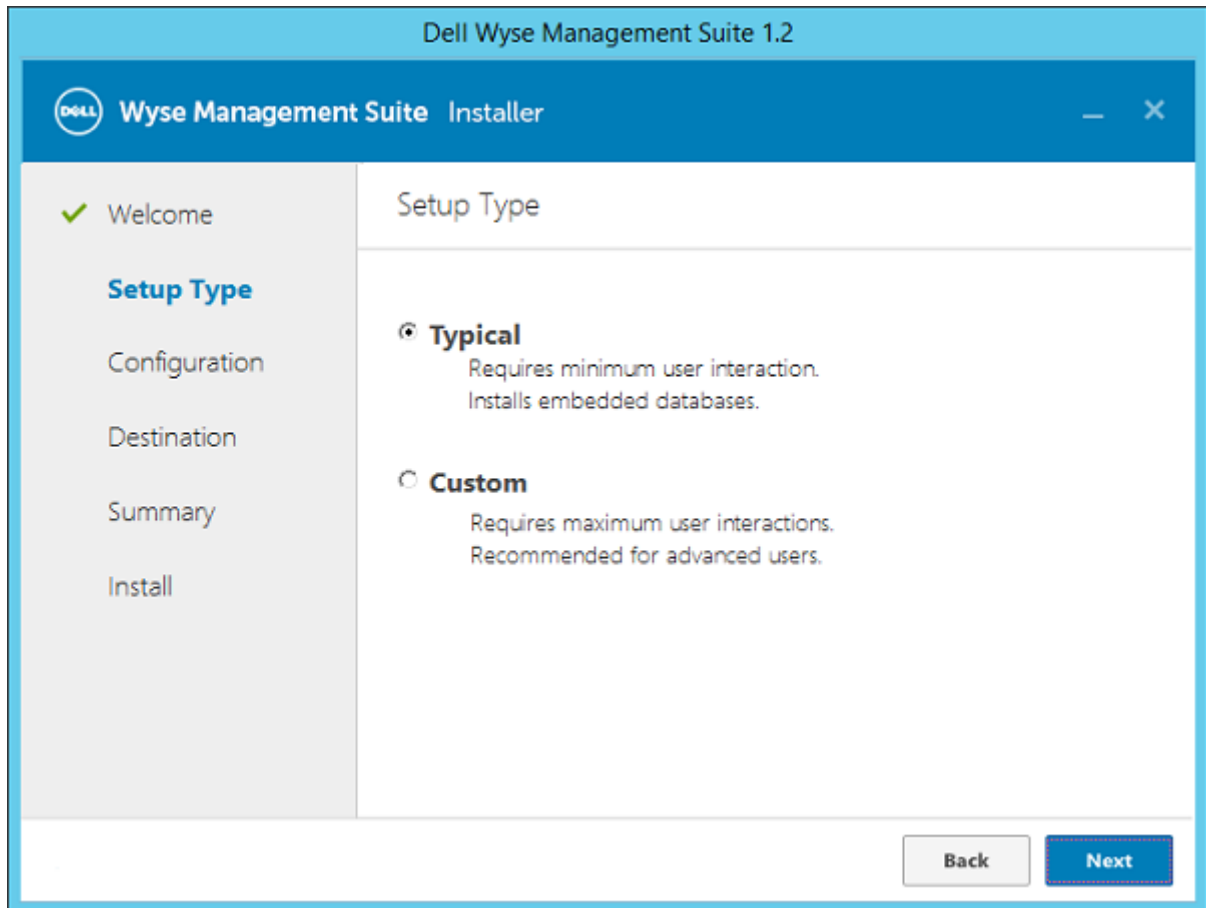 Dell Wyse Management Suite 1.2
DELL Wyse Management Suite Installer
Welcome
Setup Type
Configuration
Destination
Summary
Install
Setup Type
Typical
Requires minimum user interaction.
Installs embedded databases.
Custom
Requires maximum user interactions.
Recommended for advanced users.
Back Next